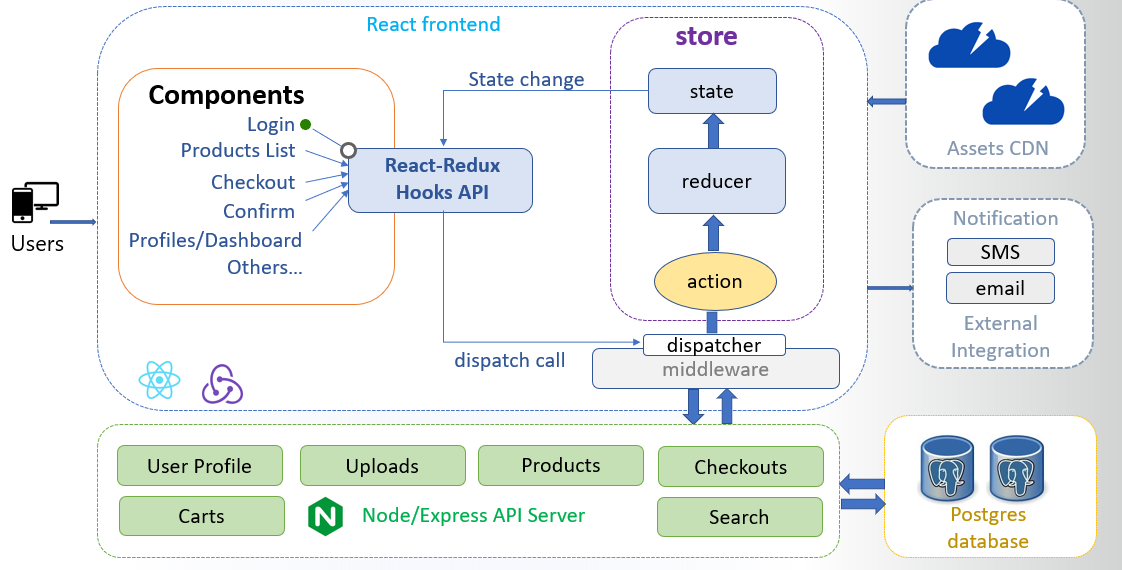 React frontend
store
Components
Login
Products List
Checkout
Confirm
Profiles/Dashboard
Others...
React-Redux
Hooks API
State change
state
reducer
action
dispatcher
middleware
dispatch call
Users
Assets CDN
Notification
SMS
email
External
Integration
User Profile
Uploads
Products
Checkouts
Carts
N
Node/Express API Server
Search
Postgres
database